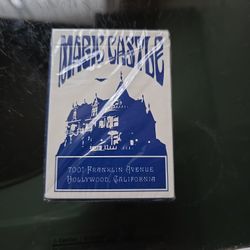 MAGIC CASTLE
7001 FRANKLIN AVENUE
HOLLYWOOD, CALIFORNIA